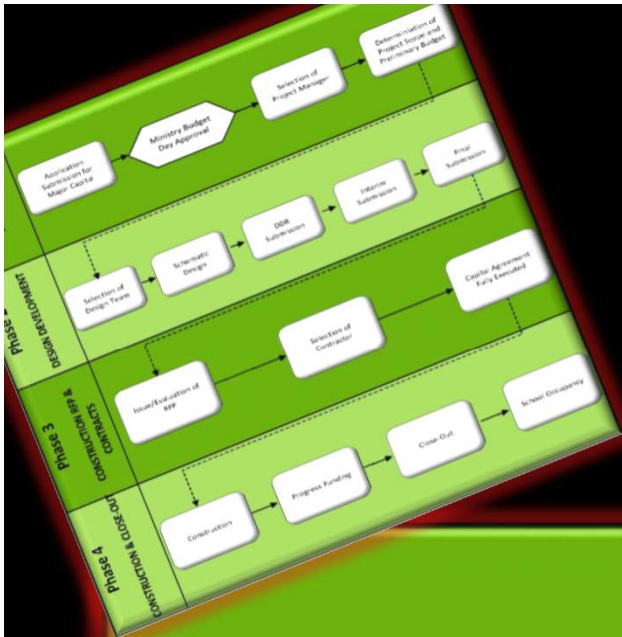 Application
Submission for
Major Capital
Ministry Budget
Day Approval
Selection of
Project Manager
Determination of
Project Scope and
Preliminary Budget
Phase
DESIGN DEVELOPMENT
Selection of
Design Team
Schematic
Design
DDR
Submission
Interim
Submission
Final
Submission
Phase 3
CONSTRUCTION RFP &
CONTRACTS
Issue/Evaluation of
RFP
Selection of
Contractor
Capital Agreement
Fully Executed
Phase 4
CONSTRUCTION & CLOSE-OUT
Construction
Progress Funding
Close-Out
School Occupancy